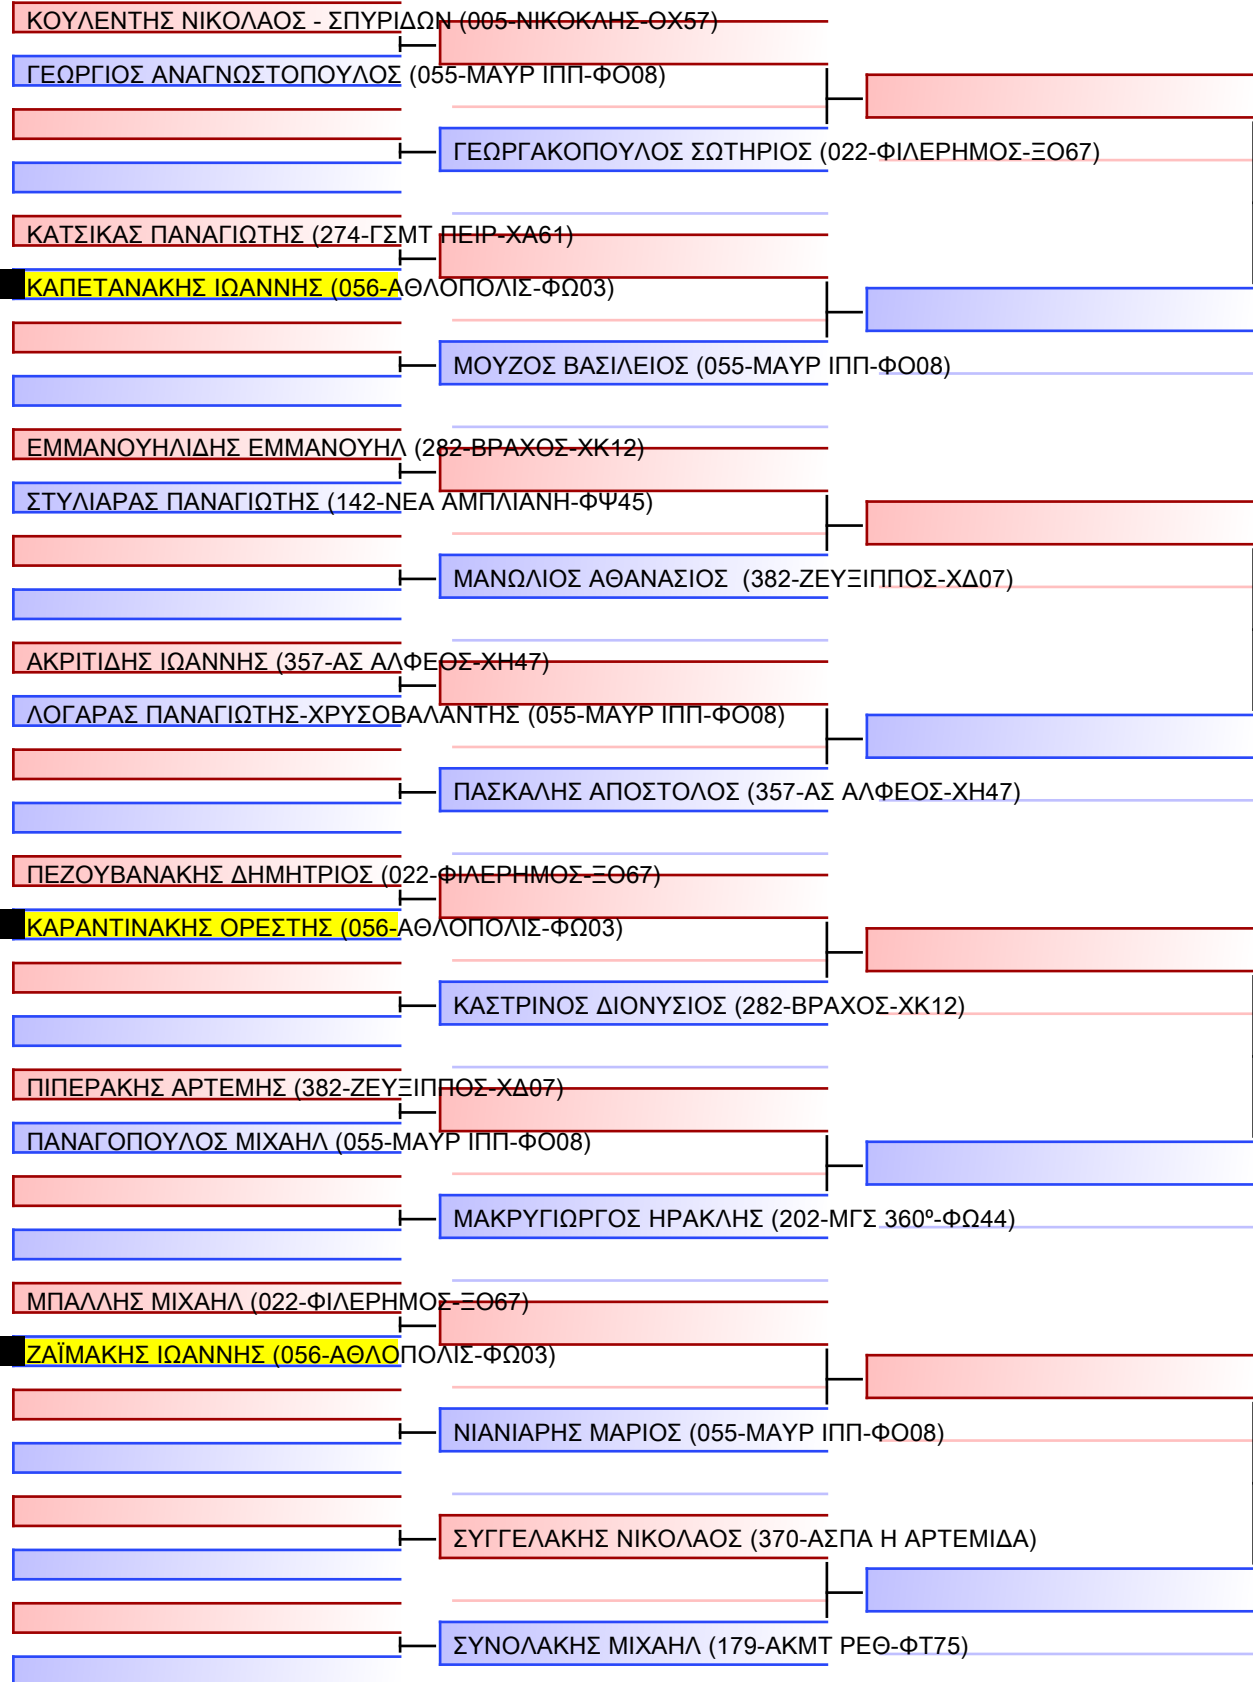 ΚΟΥΛΕΝΤΗΣ ΝΙΚΟΛΑΟΣ - ΣΠΥΡΙΔΩΝ (005-ΝΙΚΟΚΛΗΣ-ΟΧ57)
ΓΕΩΡΓΙΟΣ ΑΝΑΓΝΩΣΤΟΠΟΥΛΟΣ (055-ΜΑΥΡ ΙΠΠ-ΦΟ08)
ΓΕΩΡΓΑΚΟΠΟΥΛΟΣ ΣΩΤΗΡΙΟΣ (022-ΦΙΛΕΡΗΜΟΣ-ΞΟ67)
ΚΑΤΣΙΚΑΣ ΠΑΝΑΓΙΩΤΗΣ (274-ΓΣΜΤ ΠΕΙΡ-ΧΑ61)
ΚΑΠΕΤΑΝΑΚΗΣ ΙΩΑΝΝΗΣ (056-ΑΘΛΟΠΟΛΙΣ-ΦΩ03)
ΜΟΥΖΟΣ ΒΑΣΙΛΕΙΟΣ (055-ΜΑΥΡ ΙΠΠ-ΦΟ08)
ΕΜΜΑΝΟΥΗΛΙΔΗΣ ΕΜΜΑΝΟΥΗΛ (282-ΒΡΑΧΟΣ-ΧΚ12)
ΣΤΥΛΙΑΡΑΣ ΠΑΝΑΓΙΩΤΗΣ (142-ΝΕΑ ΑΜΠΛΙΑΝΗ-ΦΨ45)
ΜΑΝΩΛΙΟΣ ΑΘΑΝΑΣΙΟΣ (382-ΖΕΥΞΙΠΠΟΣ-ΧΔ07)
ΑΚΡΙΤΙΔΗΣ ΙΩΑΝΝΗΣ (357-ΑΣ ΑΛΦΕΟΣ-ΧΗ47)
ΛΟΓΑΡΑΣ ΠΑΝΑΓΙΩΤΗΣ-ΧΡΥΣΟΒΑΛΑΝΤΗΣ (055-ΜΑΥΡ ΙΠΠ-ΦΟ08)
ΠΑΣΚΑΛΗΣ ΑΠΟΣΤΟΛΟΣ (357-ΑΣ ΑΛΦΕΟΣ-ΧΗ47)
ΠΕΖΟΥΒΑΝΑΚΗΣ ΔΗΜΗΤΡΙΟΣ (022-ΦΙΛΕΡΗΜΟΣ-ΞΟ67)
ΚΑΡΑΝΤΙΝΑΚΗΣ ΟΡΕΣΤΗΣ (056-ΑΘΛΟΠΟΛΙΣ-ΦΩ03)
ΚΑΣΤΡΙΝΟΣ ΔΙΟΝΥΣΙΟΣ (282-ΒΡΑΧΟΣ-ΧΚ12)
ΠΙΠΕΡΑΚΗΣ ΑΡΤΕΜΗΣ (382-ΖΕΥΞΙΠΠΟΣ-ΧΔ07)
ΠΑΝΑΓΟΠΟΥΛΟΣ ΜΙΧΑΗΛ (055-ΜΑΥΡ ΙΠΠ-ΦΟ08)
ΜΑΚΡΥΓΙΩΡΓΟΣ ΗΡΑΚΛΗΣ (202-ΜΓΣ 360º-ΦΩ44)
ΜΠΑΛΛΗΣ ΜΙΧΑΗΛ (022-ΦΙΛΕΡΗΜΟΣ-ΞΟ67)
ΖΑΪΜΑΚΗΣ ΙΩΑΝΝΗΣ (056-ΑΘΛΟΠΟΛΙΣ-ΦΩ03)
ΝΙΑΝΙΑΡΗΣ ΜΑΡΙΟΣ (055-ΜΑΥΡ ΙΠΠ-ΦΟ08)
ΣΥΓΓΕΛΑΚΗΣ ΝΙΚΟΛΑΟΣ (370-ΑΣΠΑ Η ΑΡΤΕΜΙΔΑ)
ΣΥΝΟΛΑΚΗΣ ΜΙΧΑΗΛ (179-ΑΚΜΤ ΡΕΘ-ΦΤ75)